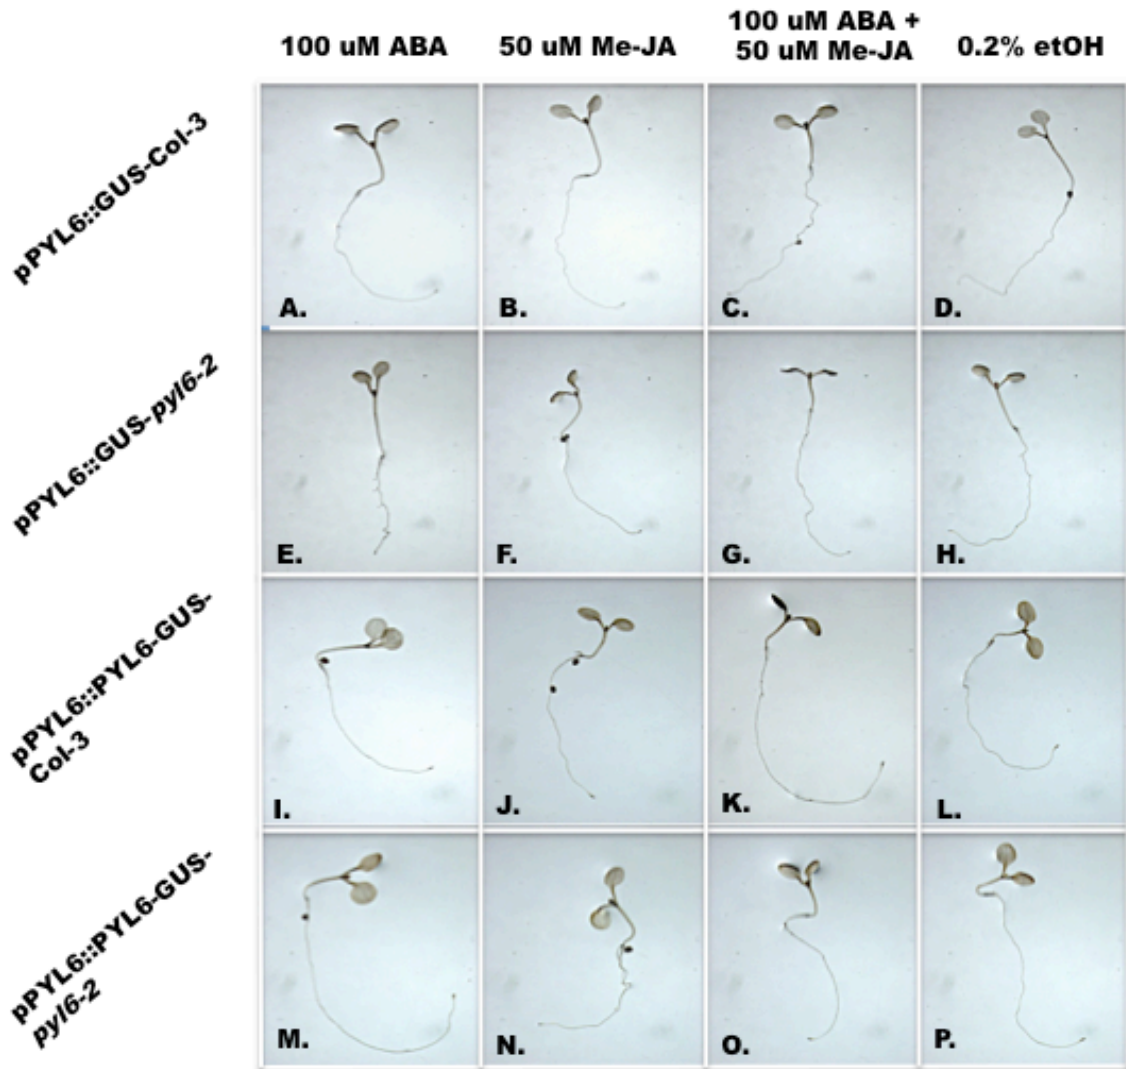 100 uM ABA
50 uM Me-JA
100 uM ABA +
50 uM Me-JA
0.2% etOH
pPYL6::GUS-Col-3
A.
B.
C.
D.
pPYL6::GUS-pyl6-2
E.
F.
G.
H.
pPYL6::PYL6-GUS-
Col-3
I.
J.
K.
L.
pPYL6::PYL6-GUS-
pyl6-2
M.
N.
O.
P.